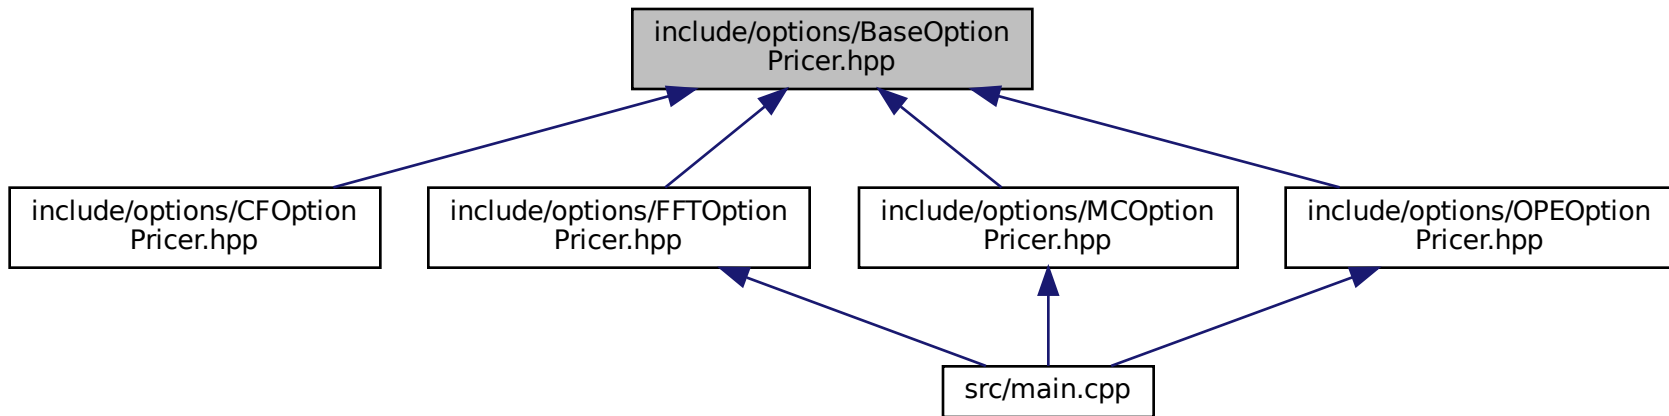 include/options/BaseOption
Pricer.hpp
include/options/CFOption
Pricer.hpp
include/options/FFTOption
Pricer.hpp
include/options/MCOption
Pricer.hpp
include/options/OPEOption
Pricer.hpp
src/main.cpp